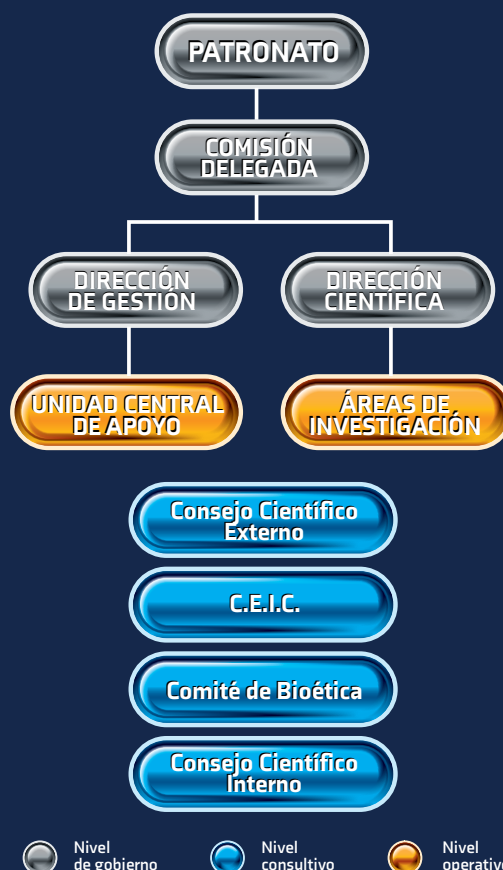 PATRONATO
COMISIÓN
DELEGADA
DIRECCIÓN
DE GESTIÓN
DIRECCIÓN
CIENTÍFICA
UNIDAD CENTRAL
DE APOYO
ÁREAS DE
INVESTIGACIÓN
Consejo Científico
Externo
C.E.I.C.
Comité de Bioética
Consejo Científico
Interno
Nivel
de gobierno
Nivel
consultivo
Nivel
operativo